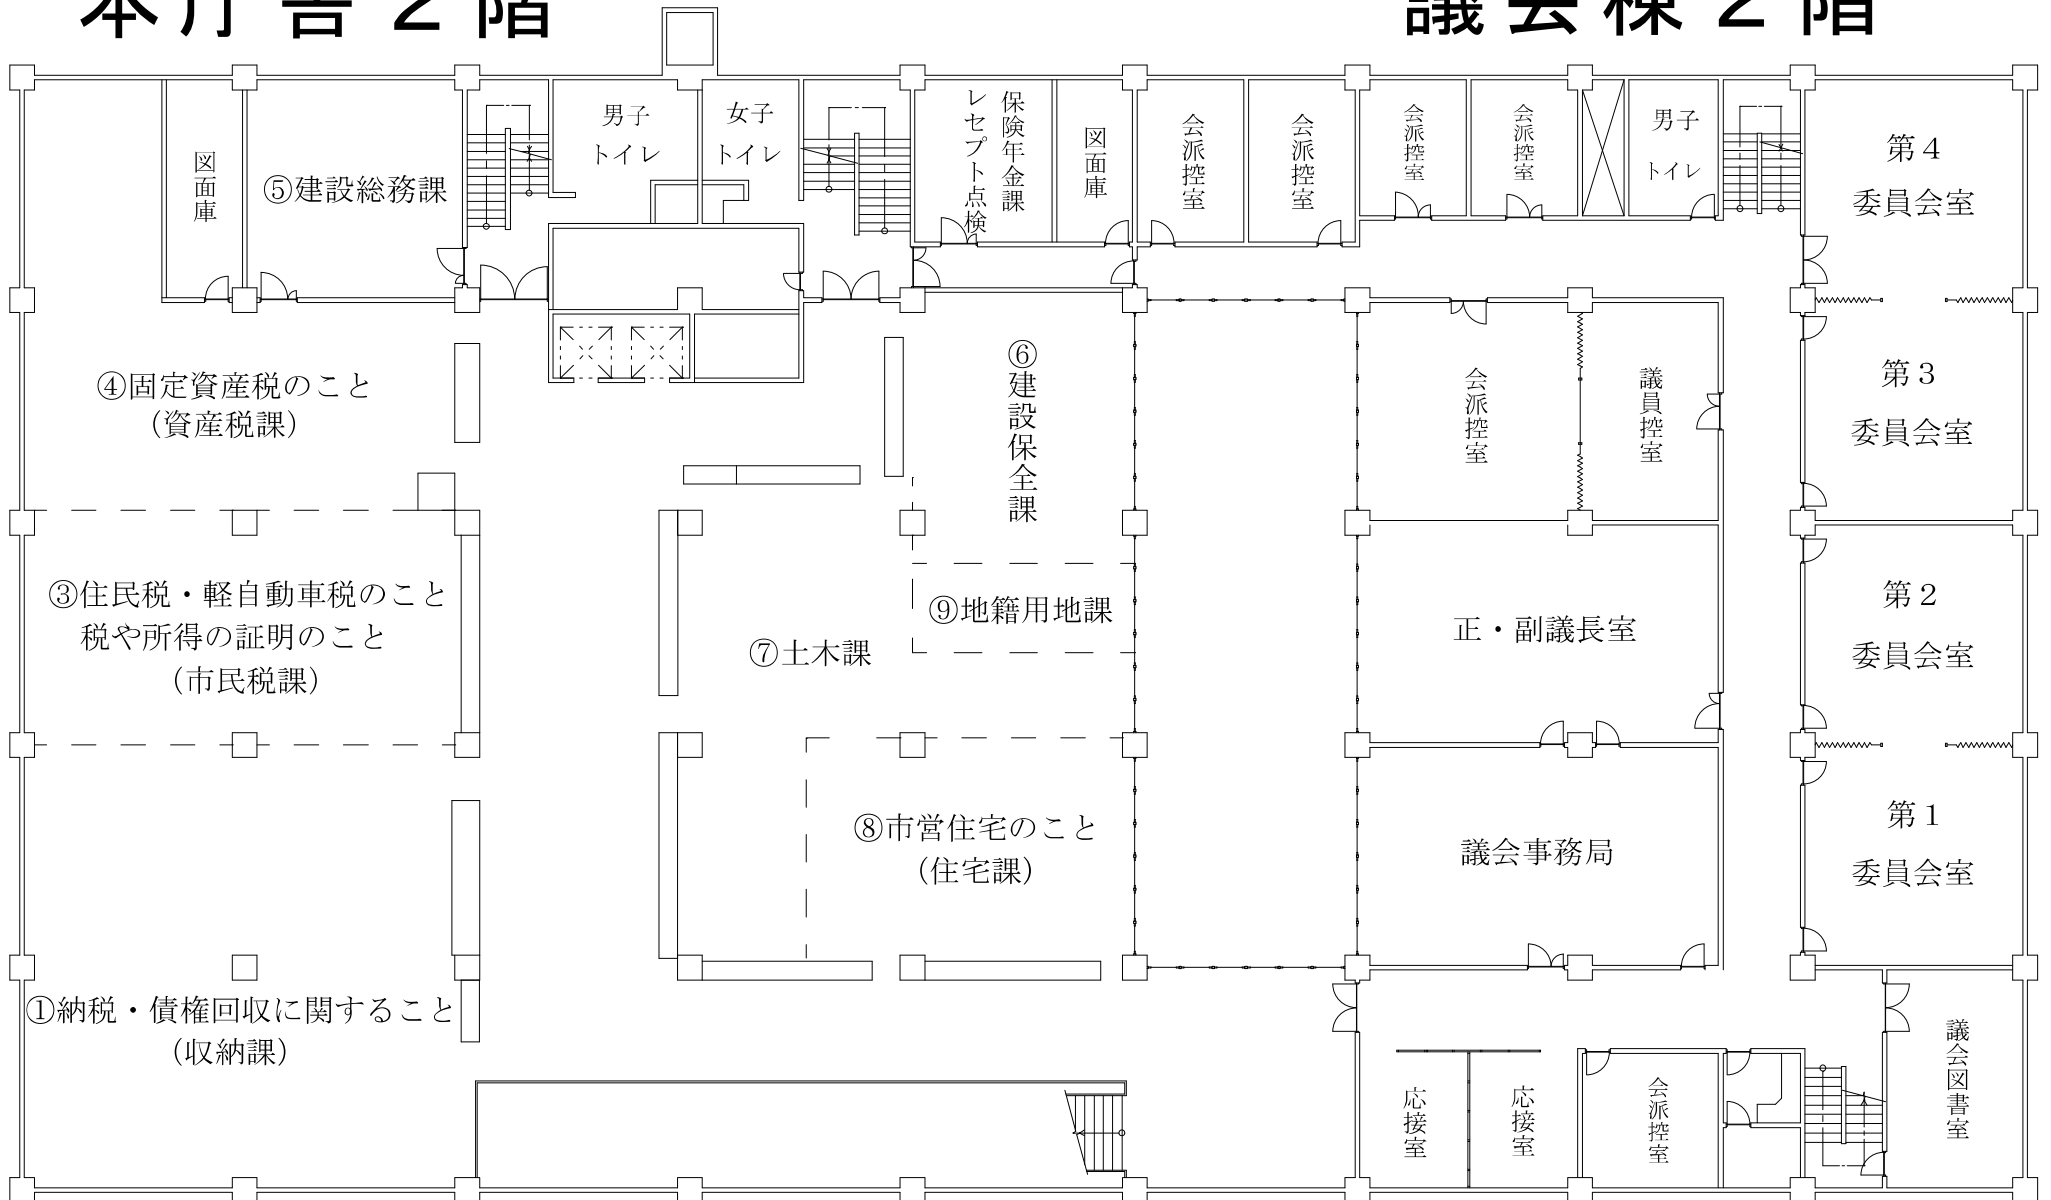 本庁舎２階
議会棟２階
図面庫
⑤建設総務課
男子
トイレ
女子
トイレ
保険年金課
レセプト点検
図面庫
会派控室
会派控室
会派控室
会派控室
男子
トイレ
第４
委員会室
④固定資産税のこと
（資産税課）
⑥建設保全課
会派控室
議員控室
第３
委員会室
③住民税・軽自動車税のこと
税や所得の証明のこと
（市民税課）
⑦土木課
⑨地籍用地課
正・副議長室
第２
委員会室
⑧市営住宅のこと
（住宅課）
議会事務局
第１
委員会室
①納税・債権回収に関すること
（収納課）
応接室
応接室
会派控室
議会図書室